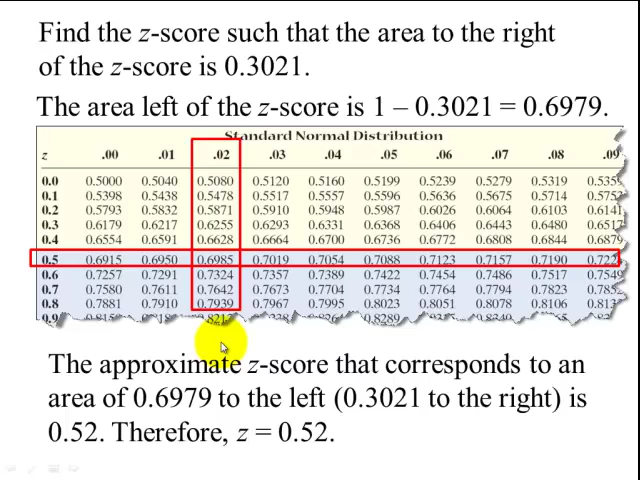 Find the z-score such that the area to the right
of the z-score is 0.3021.
The area left of the z-score is 1 – 0.3021 = 0.6979.
Standard Normal Distribution
z .00 .01 .02 .03 .04 .05 .06 .07 .08 .09
0.0 0.5000 0.5040 0.5080 0.5120 0.5160 0.5199 0.5239 0.5279 0.5319
0.1 0.5398 0.5438 0.5478 0.5517 0.5557 0.5596 0.5636 0.5675 0.5714
0.2 0.5793 0.5832 0.5871 0.5910 0.5948 0.5987 0.6026 0.6064 0.6103 0.6141
0.3 0.6179 0.6217 0.6255 0.6293 0.6331 0.6368 0.6406 0.6443 0.6480
0.4 0.6554 0.6591 0.6628 0.6664 0.6700 0.6736 0.6772 0.6808 0.6844 0.6879
0.5 0.6915 0.6950 0.6985 0.7019 0.7054 0.7088 0.7123 0.7157 0.7190
0.6 0.7257 0.7291 0.7324 0.7357 0.7389 0.7422 0.7454 0.7486 0.7517
0.7 0.7580 0.7611 0.7642 0.7673 0.7704 0.7734 0.7764 0.7794 0.7823
0.8 0.7881 0.7910 0.7939 0.7967 0.7995 0.8023 0.8051 0.8078 0.8106
The approximate z-score that corresponds to an
area of 0.6979 to the left (0.3021 to the right) is
0.52. Therefore, z = 0.52.